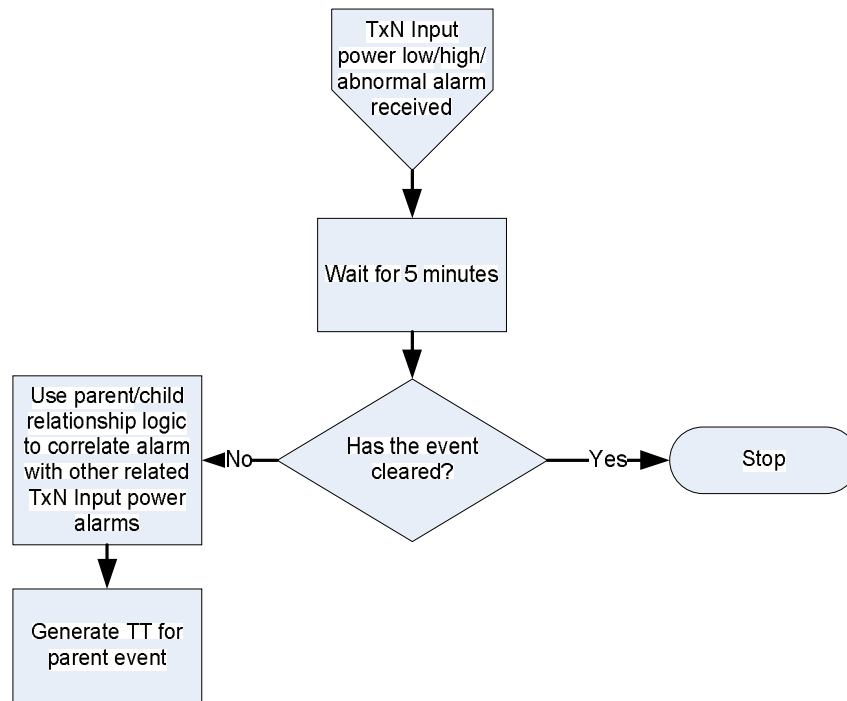 TxN Input
power low/high/
abnormal alarm
received
Wait for 5 minutes
Has the event
cleared?
No
Yes
Stop
Use parent/child
relationship logic
to correlate alarm
with other related
TxN Input power
alarms
Generate TT for
parent event